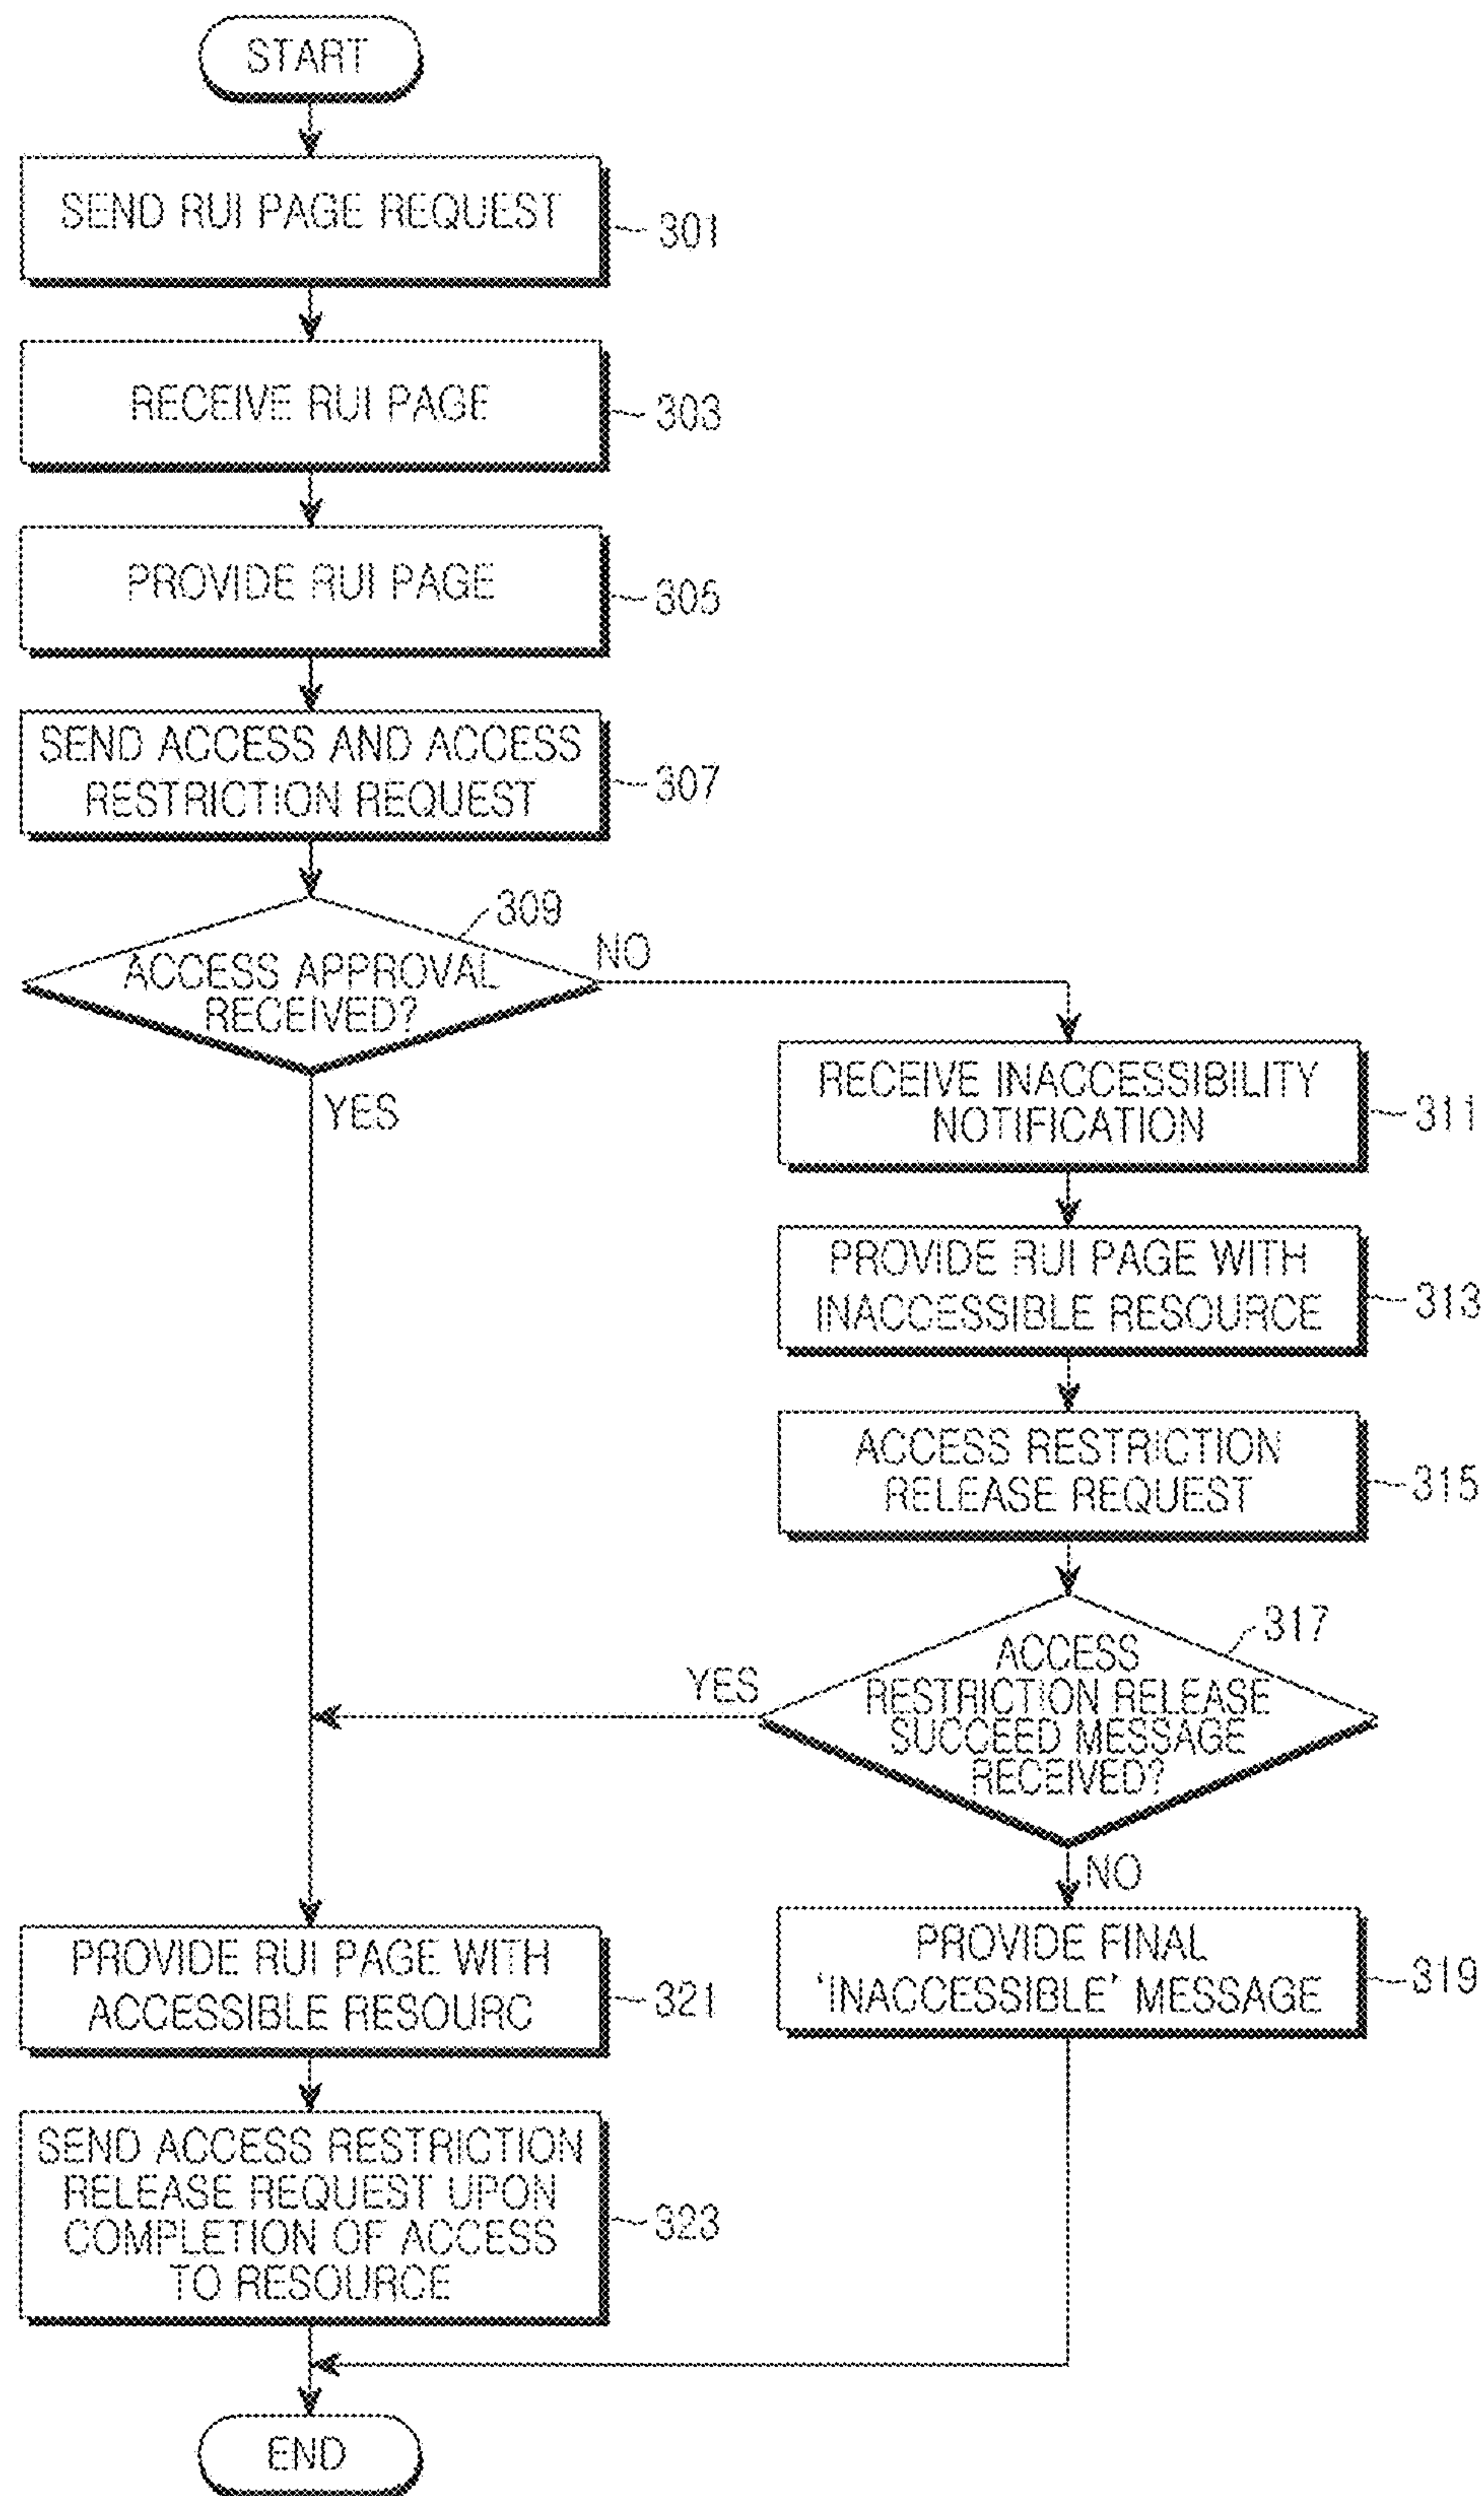 START
SEND RUI PAGE REQUEST
301
RECEIVE RUI PAGE
303
PROVIDE RUI PAGE
305
SEND ACCESS AND ACCESS
RESTRICTION REQUEST
307
309
ACCESS APPROVAL
RECEIVED?
NO
YES
RECEIVE INACCESSIBILITY
NOTIFICATION
311
PROVIDE RUI PAGE WITH
INACCESSIBLE RESOURCE
313
ACCESS RESTRICTION
RELEASE REQUEST
315
317
ACCESS
RESTRICTION RELEASE
SUCCEED MESSAGE
RECEIVED?
YES
NO
PROVIDE FINAL
‘INACCESSIBLE’ MESSAGE
319
PROVIDE RUI PAGE WITH
ACCESSIBLE RESOURC
321
SEND ACCESS RESTRICTION
RELEASE REQUEST UPON
COMPLETION OF ACCESS
TO RESOURCE
323
END